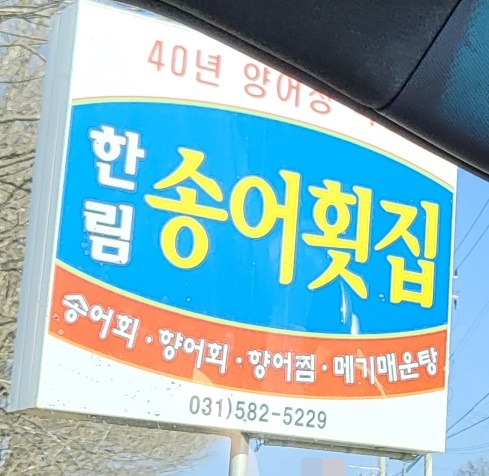 40년 양어장
한림
송어횟집
송어회 · 향어회 · 향어찜 · 메기매운탕
031)582-5229